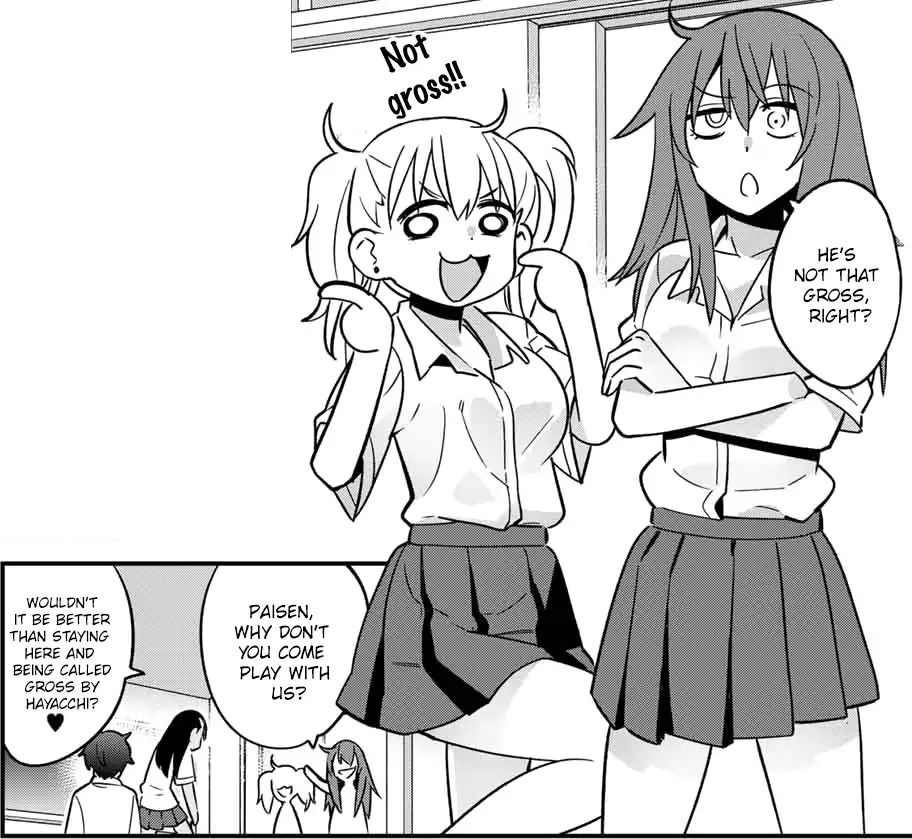 Not
gross!!
HE'S
NOT THAT
GROSS,
RIGHT?
PAISEN,
WHY DON'T
YOU COME
PLAY WITH
US?
WOULDN'T
IT BE BETTER
THAN STAYING
HERE AND
BEING CALLED
GROSS BY
HAYACCHI?
♥